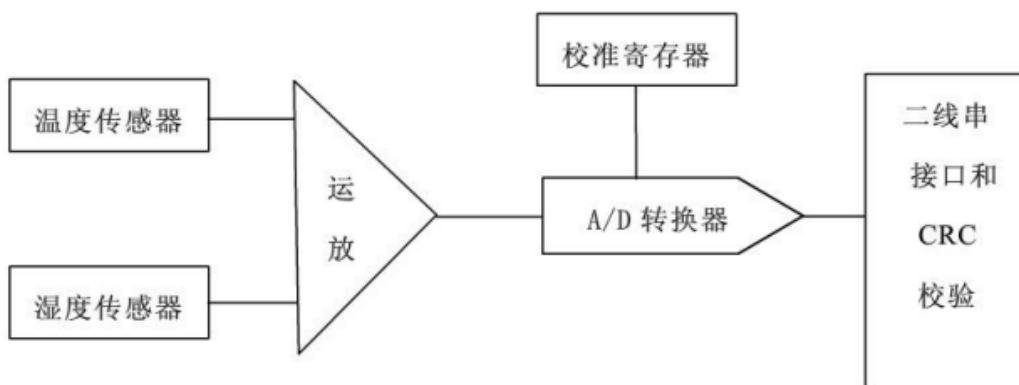 校准寄存器
温度传感器
运
放
A/D 转换器
湿度传感器
二线串
接口和
CRC
校验